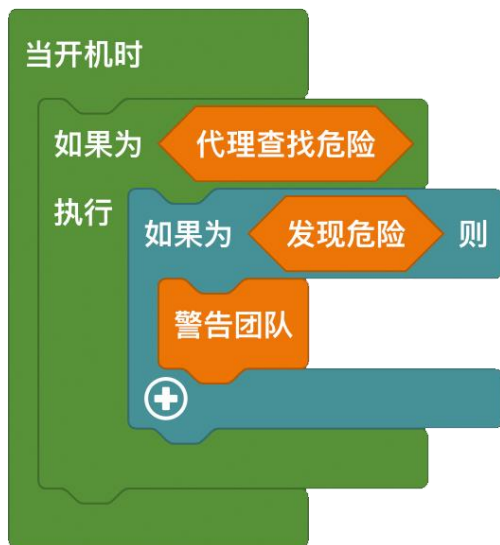 当开机时
如果为 代理查找危险
执行
如果为 发现危险 则
警告团队